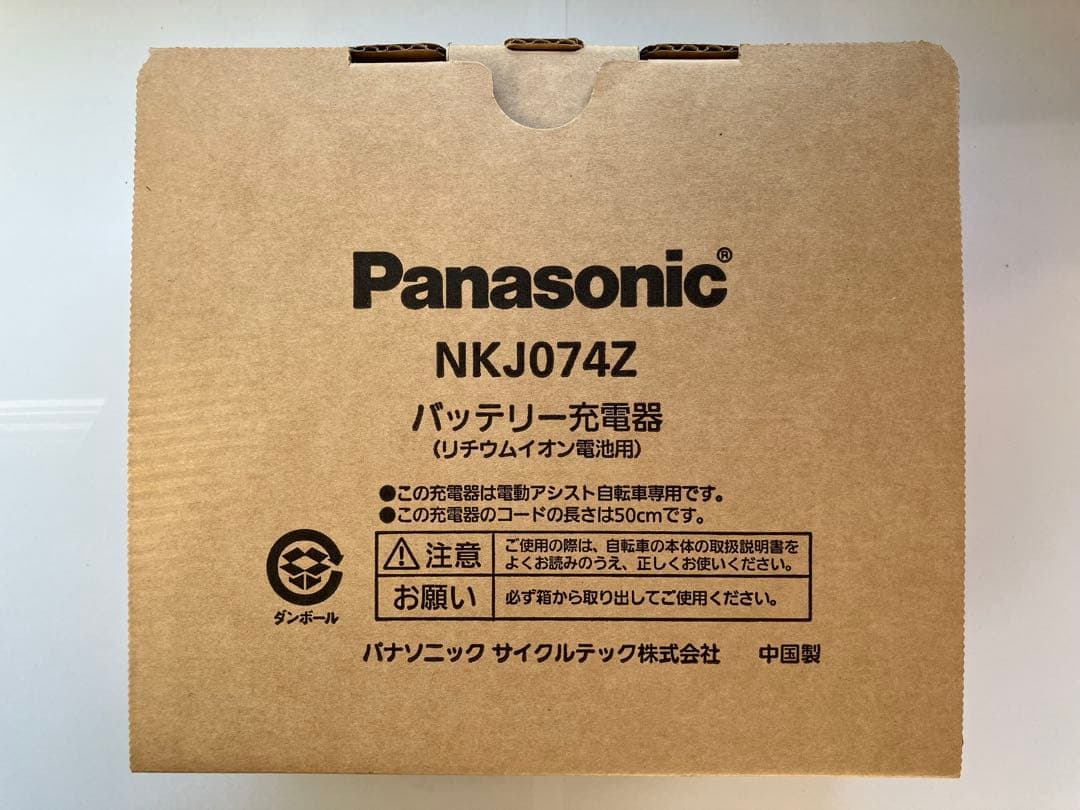 Panasonic®
NKJ074Z
バッテリー充電器
(リチウムイオン電池用)
●この充電器は電動アシスト自転車専用です。
●この充電器のコードの長さは50cmです。
注意
ご使用の際は、自転車の本体の取扱説明書を
よくお読みのうえ、正しくお使いください。
お願い
必ず箱から取り出してご使用ください。
ダンボール
パナソニック サイクルテック株式会社 中国製